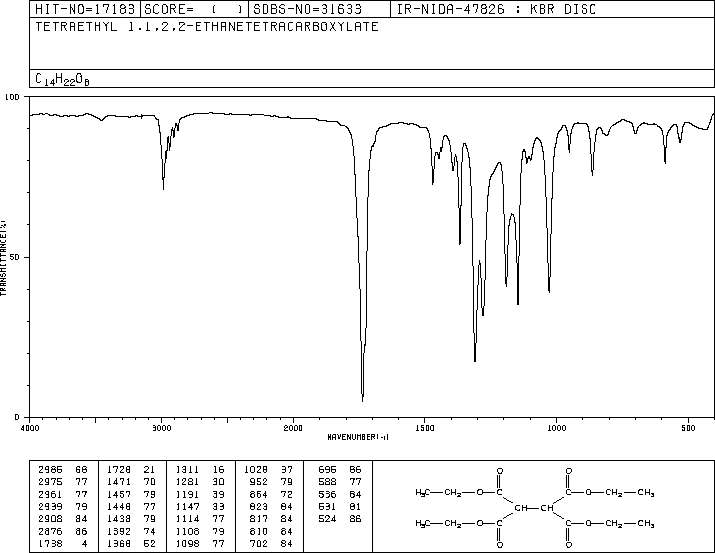 HIT-NO=17183 SCORE= ( ) SDBS-NO=31633 IR-NIDA-47826 : KBR DISC
TETRAETHYL 1,1,2,2-ETHANETETRACARBOXYLATE
C14H22O8
100
50
0
TRANSMITTANCE(%)
4000 3000 2000 1500 1000 500
WAVENUMBER(-1)
2985 68 1728 21 1311 16 1028 37 695 86
2975 77 1471 70 1281 30 952 79 588 77
2961 77 1457 79 1191 39 864 72 536 84
2939 79 1448 77 1147 33 823 84 531 81
2908 84 1438 79 1114 77 817 84 524 86
2876 86 1392 74 1108 79 810 84
1738 4 1368 52 1098 77 702 84
O O
H3C—CH2—O O—CH2—CH3
CH—CH
H3C—CH2—O O—CH2—CH3
O O